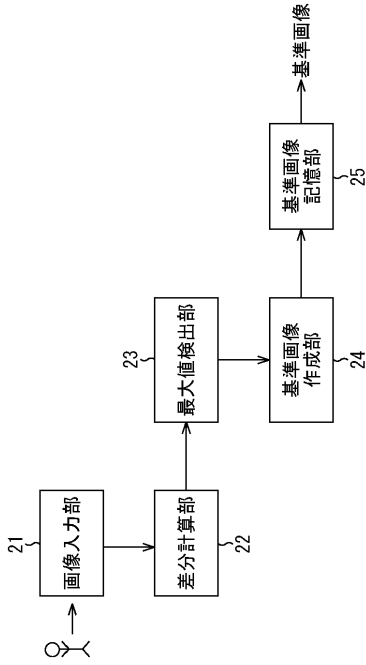 21
画像入力部
差分計算部
22
23
最大値検出部
基準画像
作成部
24
基準画像
記憶部
25
基準画像